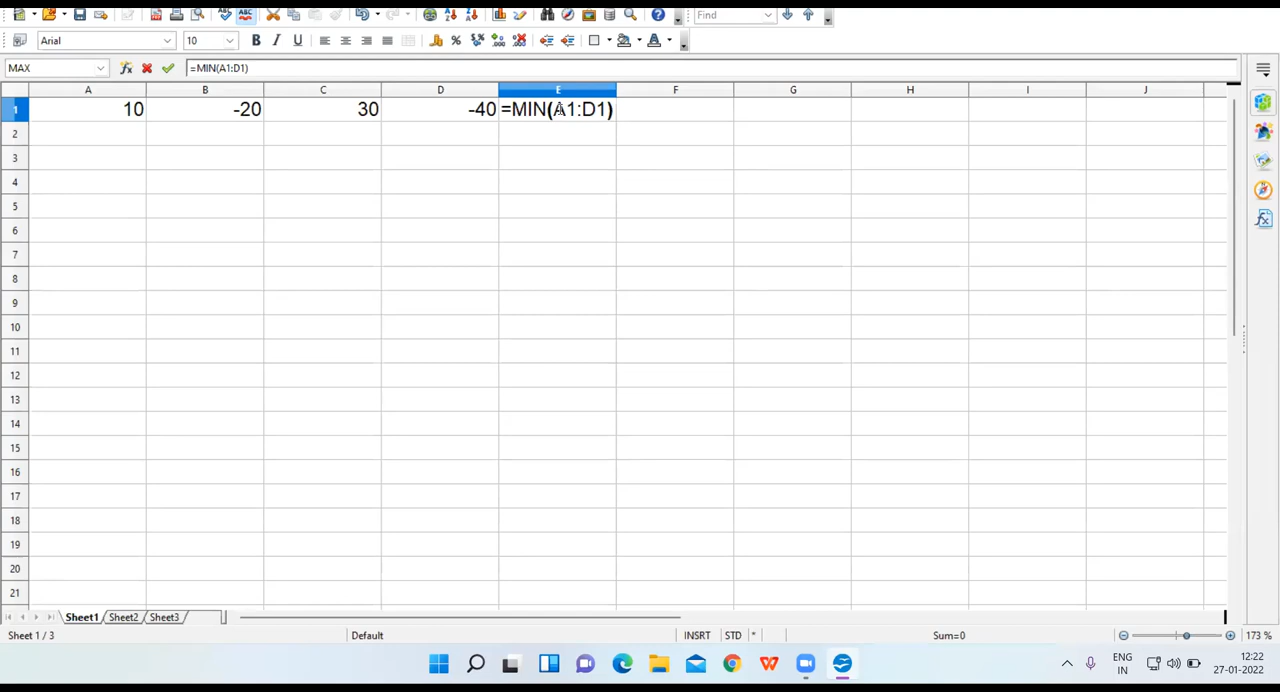 Find
Arial 10 B I U %
MAX =MIN(A1:D1)
A B C D E F G H I J
1 10 -20 30 -40 =MIN(A1:D1)
2
3
4
5
6
7
8
9
10
11
12
13
14
15
16
17
18
19
20
21
Sheet1 Sheet2 Sheet3
Sheet 1 / 3 Default INSRT STD * Sum=0 173 %
ENG 12:22
IN 27-01-2022